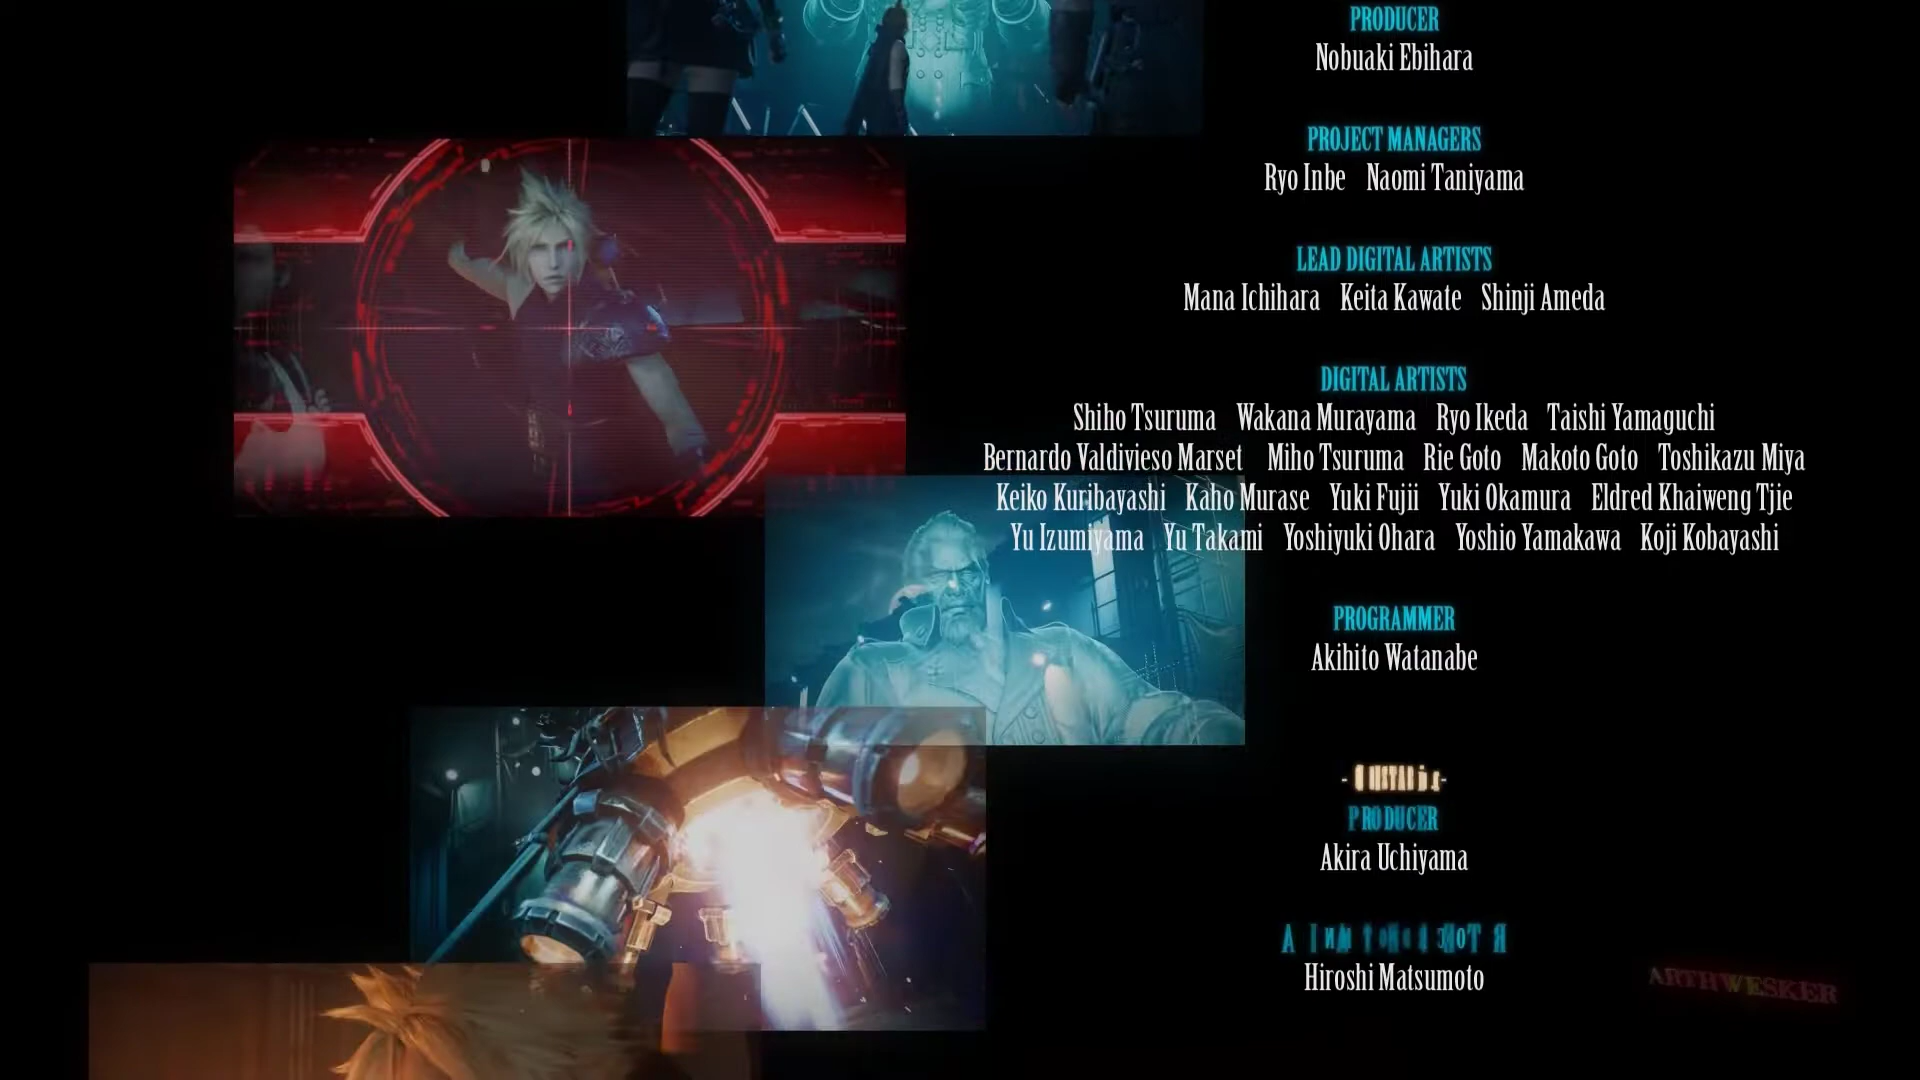 PRODUCER
Nobuaki Ebihara
PROJECT MANAGERS
Ryo Inbe Naomi Taniyama
LEAD DIGITAL ARTISTS
Mana Ichihara Keita Kawate Shinji Ameda
DIGITAL ARTISTS
Shiho Tsuruma Wakana Murayama Ryo Ikeda Taishi Yamaguchi
Bernardo Valdivieso Marset Miho Tsuruma Rie Goto Makoto Goto Toshikazu Miya
Keiko Kuribayashi Kaho Murase Yuki Fujii Yuki Okamura Eldred Khaiweng Tjie
Yu Izumiyama Yu Takami Yoshiyuki Ohara Yoshio Yamakawa Koji Kobayashi
PROGRAMMER
Akihito Watanabe
PRODUCER
Akira Uchiyama
Hiroshi Matsumoto
ARTHWESKER